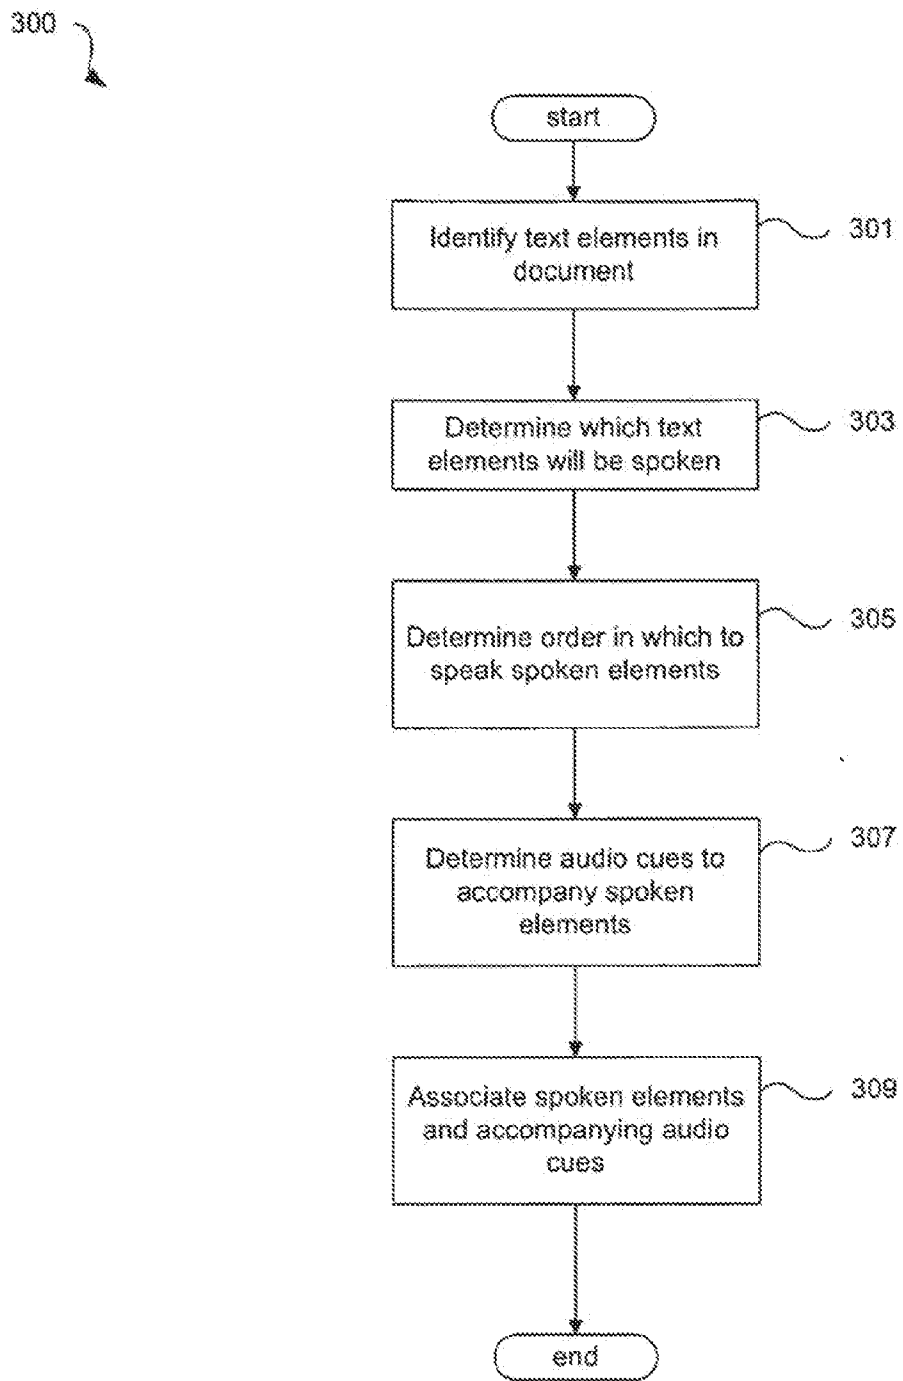 300
start
Identify text elements in
document
301
Determine which text
elements will be spoken
303
Determine order in which to
speak spoken elements
305
Determine audio cues to
accompany spoken
elements
307
Associate spoken elements
and accompanying audio
cues
309
end